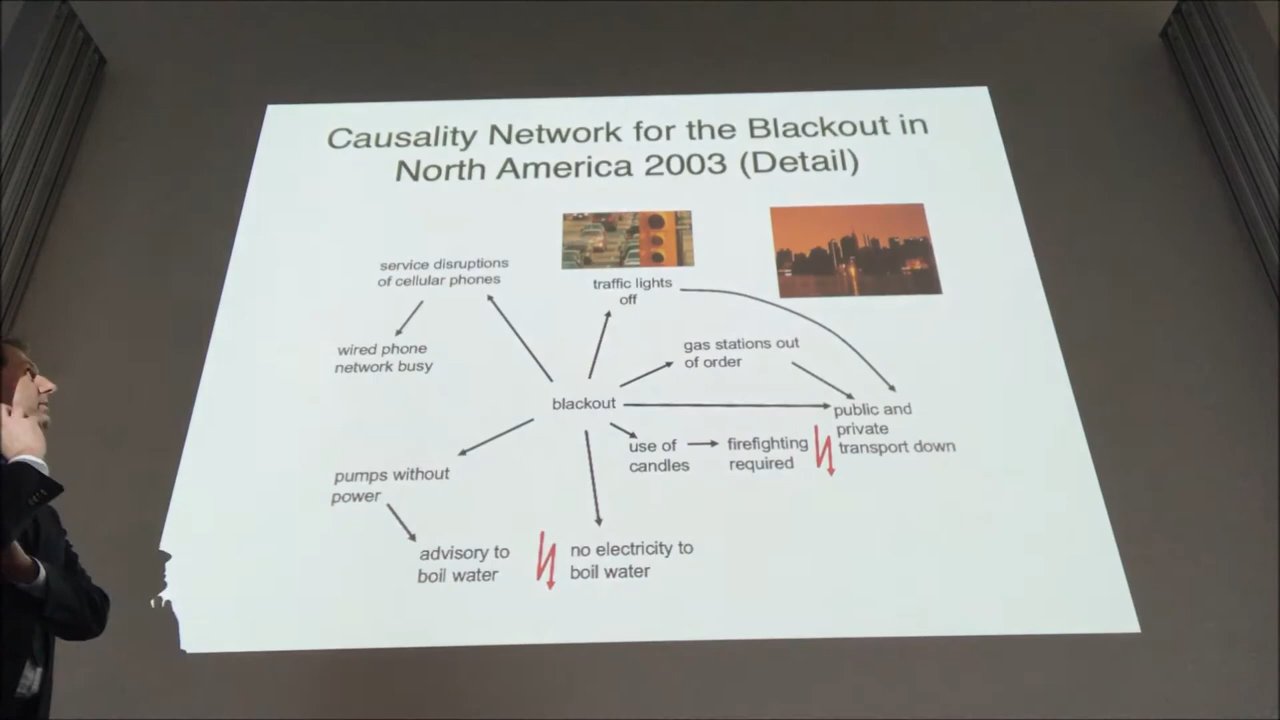 Causality Network for the Blackout in
North America 2003 (Detail)
service disruptions
of cellular phones
traffic lights
off
wired phone
network busy
gas stations out
of order
blackout
public and
private
transport down
use of
candles
firefighting
required
pumps without
power
advisory to
boil water
no electricity to
boil water